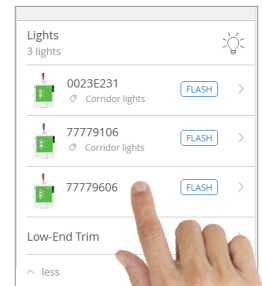 Lights
3 lights
0023E231
Corridor lights
FLASH
77779106
Corridor lights
FLASH
77779606
FLASH
Low-End Trim
less